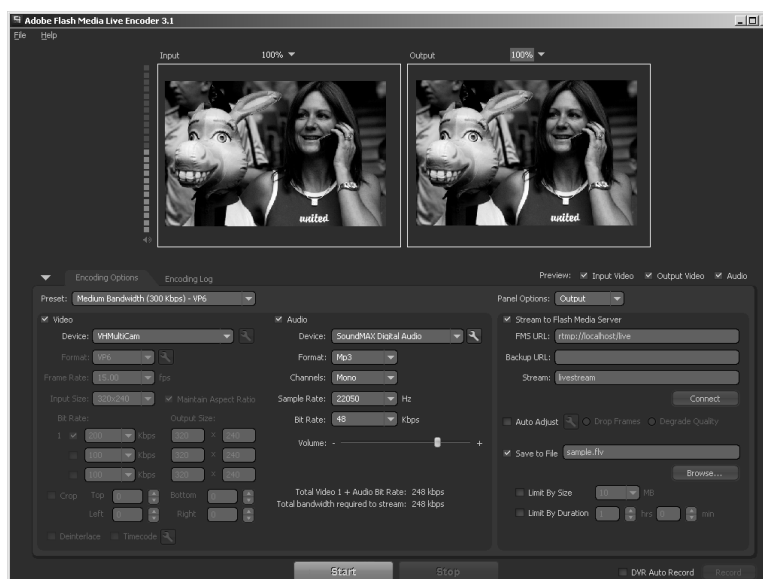 Adobe Flash Media Live Encoder 3.1
File Help
Input 100% Output 100%
united united
Encoding Options Encoding Log Preview: Input Video Output Video Audio
Preset: Medium Bandwidth (300 Kbps) - VP6 Panel Options: Output
Video Audio Stream to Flash Media Server
Device: VHMultiCam Device: SoundMAX Digital Audio FMS URL: rtmp://localhost/live
Format: VP6 Format: Mp3 Backup URL:
Frame Rate: 15.00 fps Channels: Mono Stream: livestream
Input Size: 320x240 Maintain Aspect Ratio Sample Rate: 22050 Hz Connect
Bit Rate: Output Size: Bit Rate: 48 Kbps Auto Adjust Drop Frames Degrade Quality
1 200 Kbps 320 x 240 Volume: - +
100 Kbps 320 x 240 Save to File sample.flv
100 Kbps 320 x 240 Browse...
Crop Top 0 Bottom 0 Total Video 1 + Audio Bit Rate: 248 kbps Limit By Size 10 MB
Left 0 Right 0 Total bandwidth required to stream: 248 kbps Limit By Duration 1 hrs 0 min
Deinterlace Timecode
Start Stop DVR Auto Record Record